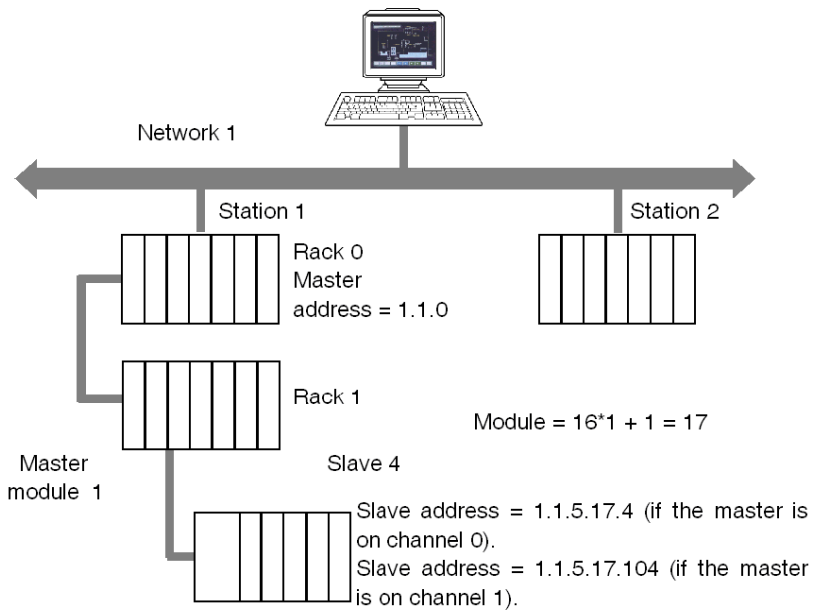 Network 1
Station 1
Station 2
Rack 0
Master
address = 1.1.0
Rack 1
Module = 16*1 + 1 = 17
Master
module 1
Slave 4
Slave address = 1.1.5.17.4 (if the master is
on channel 0).
Slave address = 1.1.5.17.104 (if the master
is on channel 1).